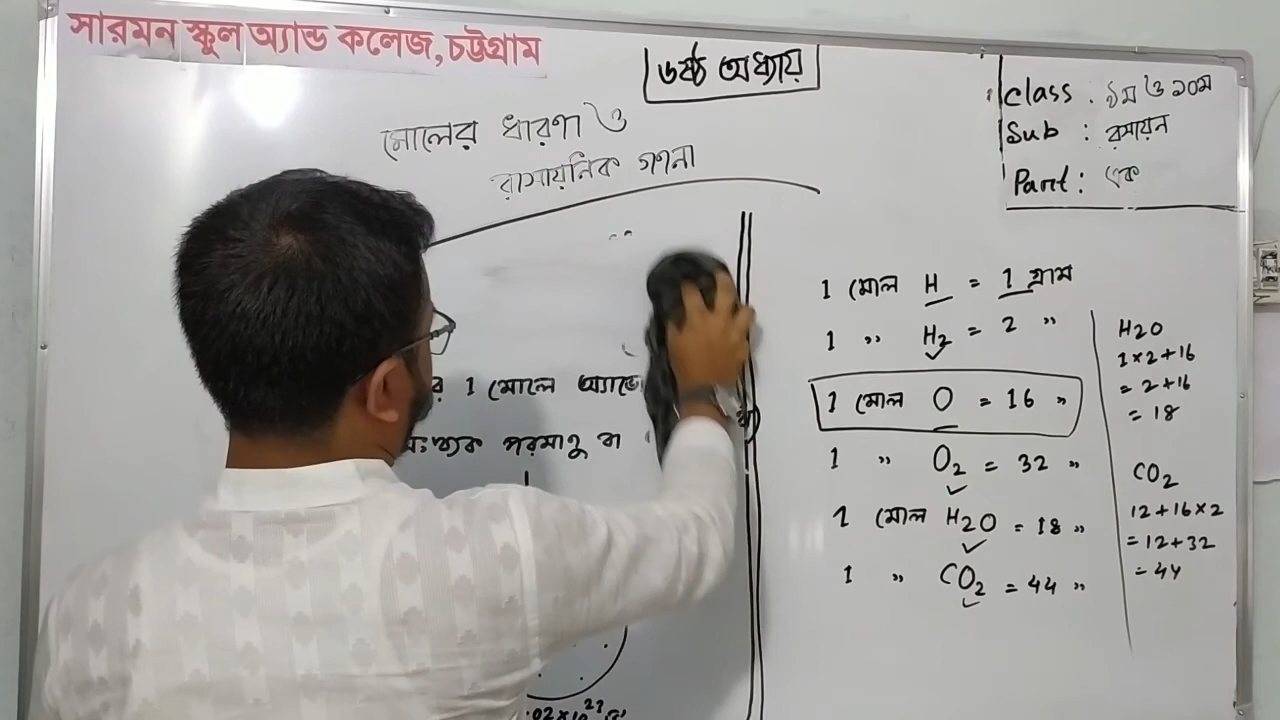 সারমন স্কুল অ্যান্ড কলেজ,চট্টগ্রাম
৬ষ্ঠ অধ্যায়
Class : ৯ম ও ১০ম
Sub : রসায়ন
Part : এক
মোলের ধারণা ও
রাসায়নিক গণনা
র 1 মোলে
সংখ্যক পরমাণু বা
.02×10
1 মোল H = 1 গ্রাম
1 " H2 = 2 "
1 মোল O = 16 "
1 " O2 = 32 "
1 মোল H2O = 18 "
1 " CO2 = 44 "
H2O
1×2+16
= 2+16
= 18
CO2
12+16×2
= 12+32
= 44